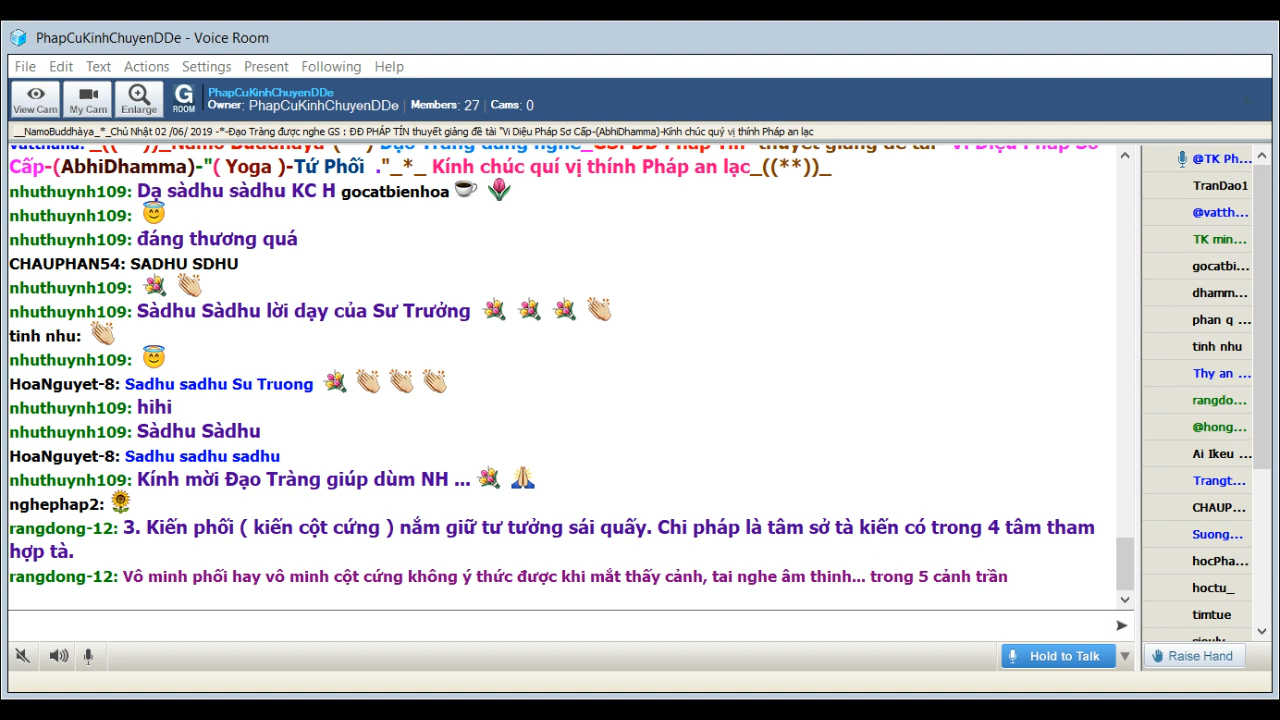 PhapCuKinhChuyenDDe - Voice Room
File Edit Text Actions Settings Present Following Help
View Cam My Cam Enlarge G ROOM PhapCuKinhChuyenDDe
Owner: PhapCuKinhChuyenDDe | Members: 27 | Cams: 0
__NamoBuddhàya_*_Chủ Nhật 02 /06/ 2019 -*-Đạo Tràng được nghe GS : ĐĐ PHÁP TÍN thuyết giảng đề tài "Vi Diệu Pháp Sơ Cấp-(AbhiDhamma)-Kính chúc quý vị thính Pháp an lạc
Cấp-(AbhiDhamma)-"( Yoga )-Tứ Phối ."_*_ Kính chúc quí vị thính Pháp an lạc_((**))_
nhuthuynh109: Dạ sàdhu sàdhu KC H gocatbienhoa
nhuthuynh109:
nhuthuynh109: đáng thương quá
CHAUPHAN54: SADHU SDHU
nhuthuynh109:
nhuthuynh109: Sàdhu Sàdhu lời dạy của Sư Trưởng
tinh nhu:
nhuthuynh109:
HoaNguyet-8: Sadhu sadhu Su Truong
nhuthuynh109: hihi
nhuthuynh109: Sàdhu Sàdhu
HoaNguyet-8: Sadhu sadhu sadhu
nhuthuynh109: Kính mời Đạo Tràng giúp dùm NH ...
nghephap2:
rangdong-12: 3. Kiến phối ( kiến cột cứng ) nắm giữ tư tưởng sái quấy. Chi pháp là tâm sở tà kiến có trong 4 tâm tham
hợp tà.
rangdong-12: Vô minh phối hay vô minh cột cứng không ý thức được khi mắt thấy cảnh, tai nghe âm thinh... trong 5 cảnh trần
@TK Ph...
TranDao1
@vatth...
TK min...
gocatbi...
dhamm...
phan q ...
tinh nhu
Thy an ...
rangdo...
@hong...
Ai Ikeu ...
Trangt...
CHAUP...
Suong...
hocPha...
hoctu_
timtue
Hold to Talk
Raise Hand